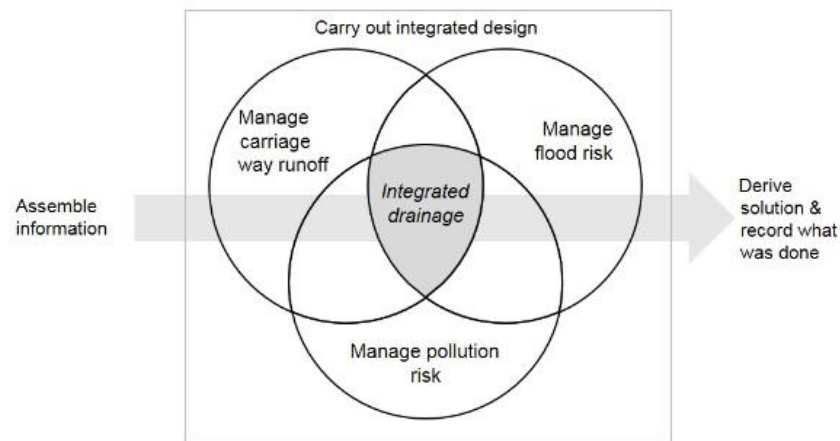 Carry out integrated design
Manage
carriage
way runoff
Manage
flood risk
Assemble
information
Integrated
drainage
Derive
solution &
record what
was done
Manage pollution
risk